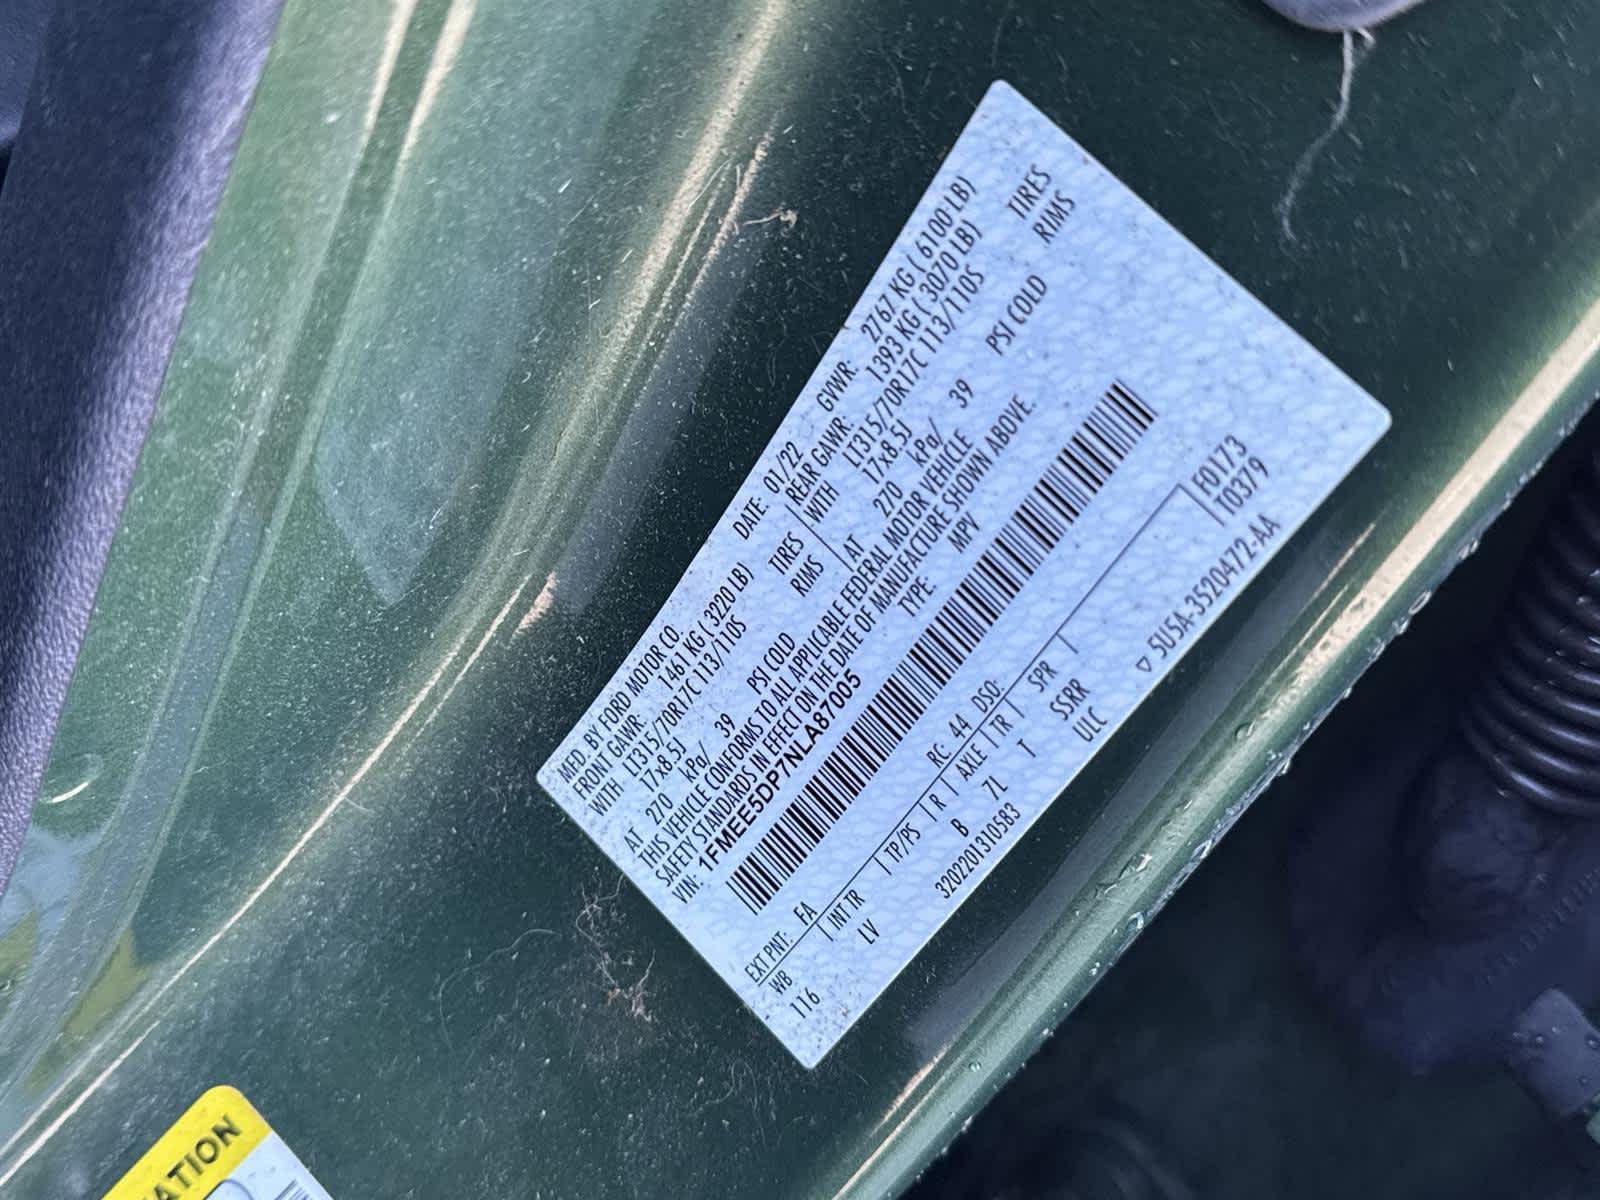 MFD. BY FORD MOTOR CO.
DATE: 01/22
GVWR: 2767 KG ( 6100 LB)
FRONT GAWR: 1461 KG ( 3220 LB)
REAR GAWR: 1393 KG ( 3070 LB)
WITH LT315/70R17C 113/110S TIRES
WITH LT315/70R17C 113/110S TIRES
17x8.5J RIMS
17x8.5J RIMS
AT 270 kPa/ 39 PSI COLD
AT 270 kPa/ 39 PSI COLD
THIS VEHICLE CONFORMS TO ALL APPLICABLE FEDERAL MOTOR VEHICLE
SAFETY STANDARDS IN EFFECT ON THE DATE OF MANUFACTURE SHOWN ABOVE.
VIN: 1FMEE5DP7NLA87005
TYPE: MPV
EXT PNT: FA RC: 44 DSO: F0173
WB INT TR TP/PS R AXLE TR SPR T0379
116 LV B 7L T SSRR
3202201310583 ULC
▽ 5U5A-3520472-AA
ATION